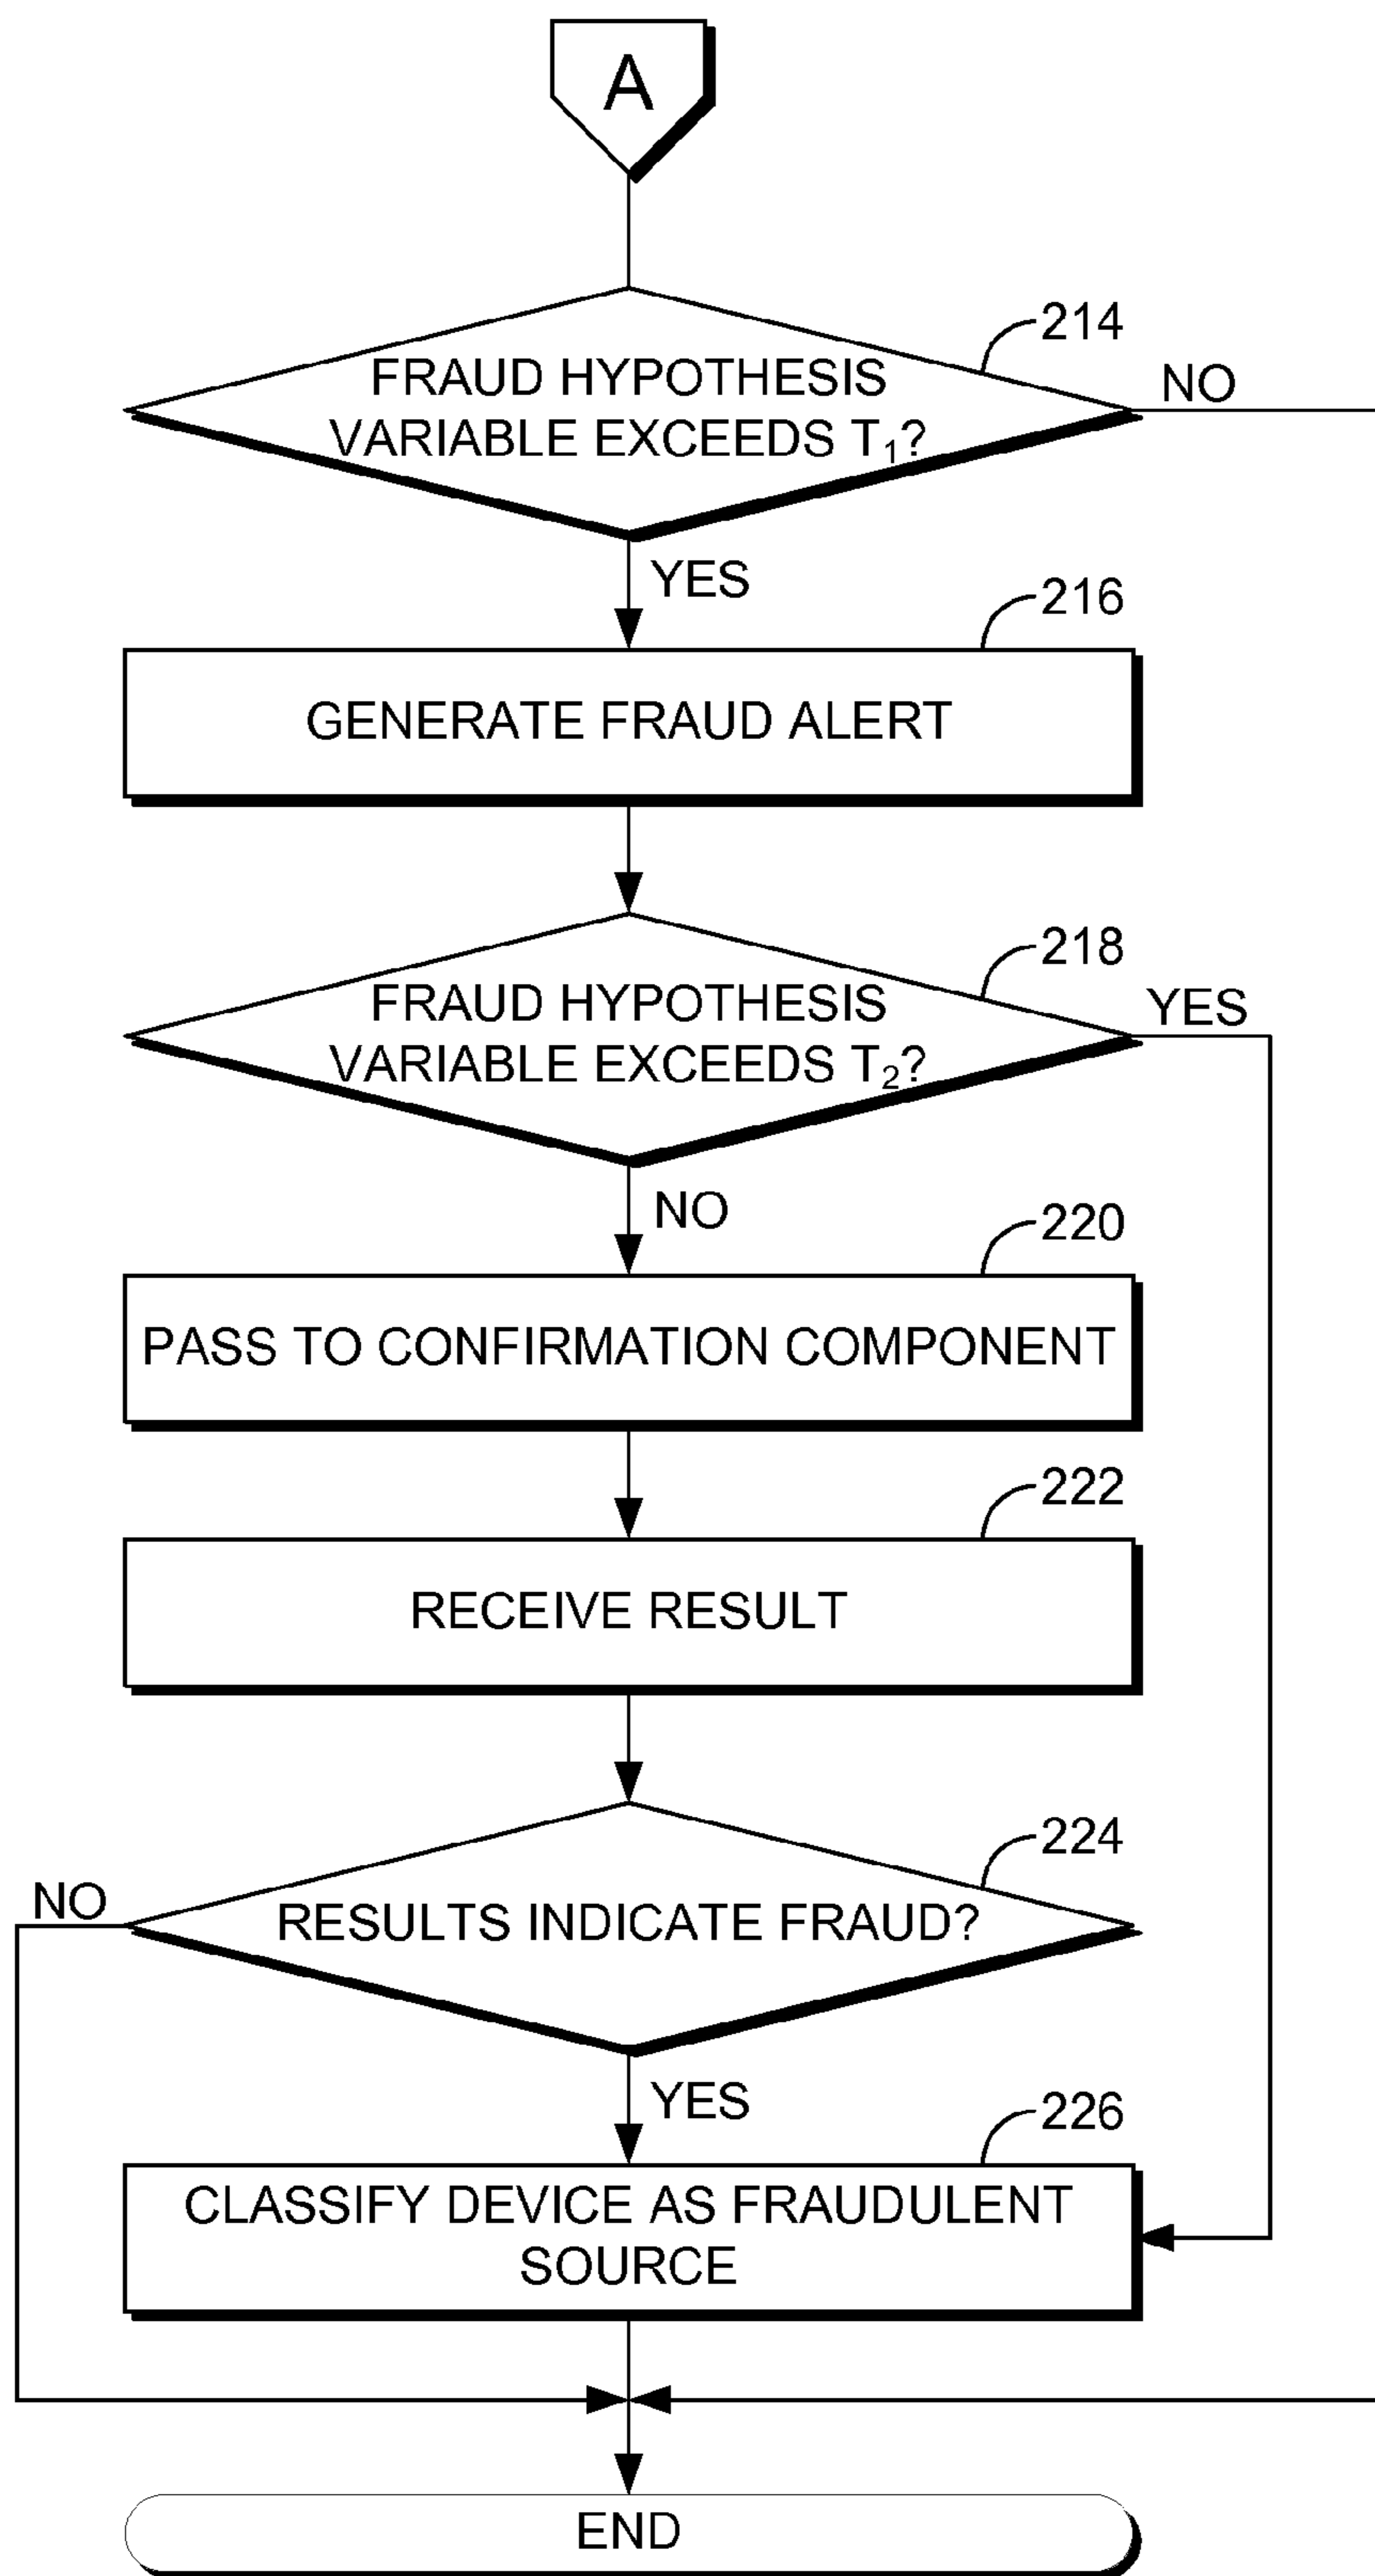 A
214
FRAUD HYPOTHESIS
VARIABLE EXCEEDS T₁?
NO
YES
216
GENERATE FRAUD ALERT
218
FRAUD HYPOTHESIS
VARIABLE EXCEEDS T₂?
YES
NO
220
PASS TO CONFIRMATION COMPONENT
222
RECEIVE RESULT
224
NO
RESULTS INDICATE FRAUD?
YES
226
CLASSIFY DEVICE AS FRAUDULENT
SOURCE
END